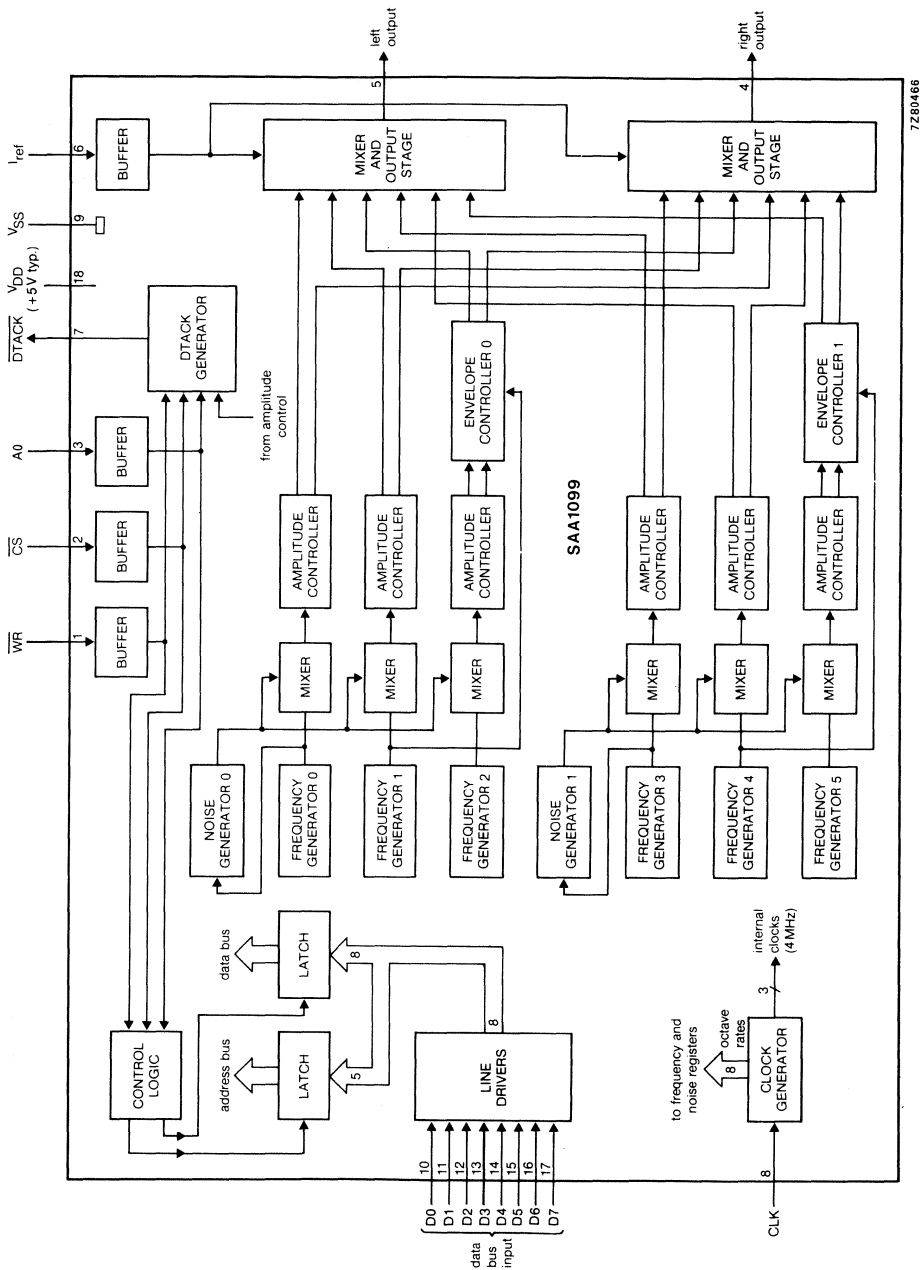 WR
CS
A0
DTACK
VDD
(+5 V typ.)
VSS
Iref
1
2
3
7
18
9
6
BUFFER
BUFFER
BUFFER
DTACK
GENERATOR
BUFFER
from amplitude
control
CONTROL
LOGIC
address bus
data bus
LATCH
LATCH
5
8
8
LINE
DRIVERS
data
bus
input
D0
D1
D2
D3
D4
D5
D6
D7
10
11
12
13
14
15
16
17
NOISE
GENERATOR 0
FREQUENCY
GENERATOR 0
FREQUENCY
GENERATOR 1
FREQUENCY
GENERATOR 2
MIXER
MIXER
MIXER
AMPLITUDE
CONTROLLER
AMPLITUDE
CONTROLLER
AMPLITUDE
CONTROLLER
ENVELOPE
CONTROLLER 0
MIXER
AND
OUTPUT
STAGE
5
left
output
SAA1099
NOISE
GENERATOR 1
FREQUENCY
GENERATOR 3
FREQUENCY
GENERATOR 4
FREQUENCY
GENERATOR 5
MIXER
MIXER
MIXER
AMPLITUDE
CONTROLLER
AMPLITUDE
CONTROLLER
AMPLITUDE
CONTROLLER
ENVELOPE
CONTROLLER 1
MIXER
AND
OUTPUT
STAGE
4
right
output
to frequency and
noise registers
8
octave
rates
CLOCK
GENERATOR
3
internal
clocks
(4 MHz)
CLK
8
7Z80466